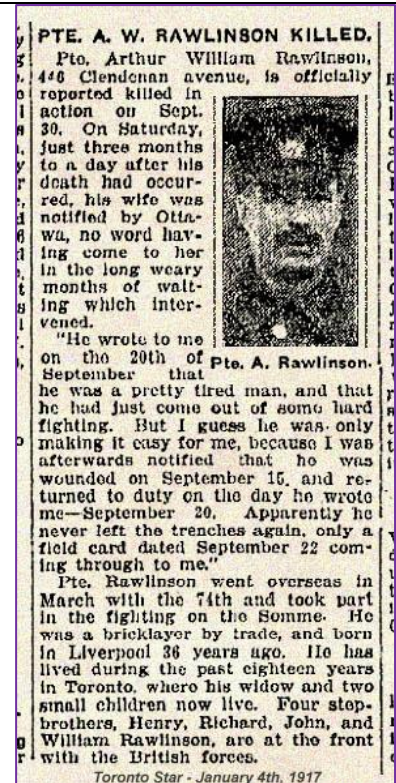 PTE. A. W. RAWLINSON KILLED.
Pte. Arthur William Rawlinson,
446 Clendenan avenue, is officially
reported killed in
action on Sept.
30. On Saturday,
just three months
to a day after his
death had occur-
red, his wife was
notified by Otta-
wa, no word hav-
ing come to her
in the long weary
months of wait-
ing which inter-
vened.
"He wrote to me
on the 20th of
September that
Pte. A. Rawlinson.
he was a pretty tired man, and that
he had just come out of some hard
fighting. But I guess he was only
making it easy for me, because I was
afterwards notified that he was
wounded on September 15, and re-
turned to duty on the day he wrote
me—September 20. Apparently he
never left the trenches again, only a
field card dated September 22 com-
ing through to me."
Pte. Rawlinson went overseas in
March with the 74th and took part
in the fighting on the Somme. He
was a bricklayer by trade, and born
in Liverpool 36 years ago. He has
lived during the past eighteen years
in Toronto, where his widow and two
small children now live. Four step-
brothers, Henry, Richard, John, and
William Rawlinson, are at the front
with the British forces.
Toronto Star - January 4th, 1917